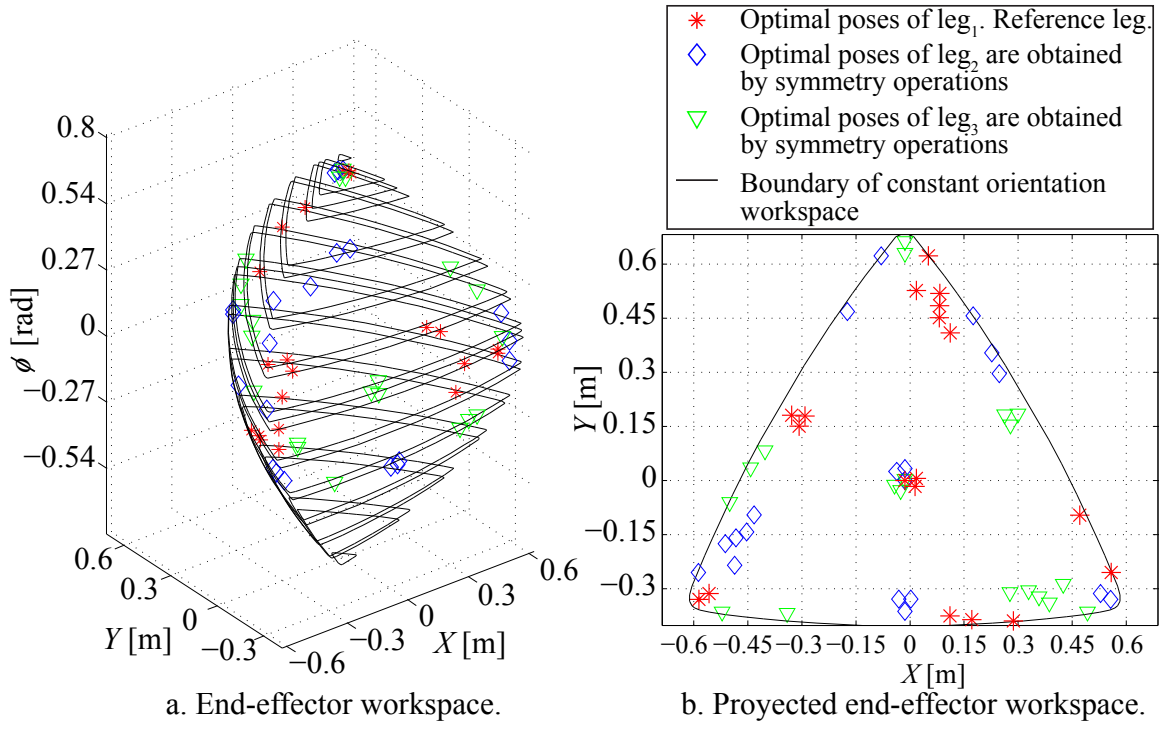 Optimal poses of leg1. Reference leg.
Optimal poses of leg2 are obtained
by symmetry operations
Optimal poses of leg3 are obtained
by symmetry operations
Boundary of constant orientation
workspace
0.8
0.54
0.27
0
−0.27
−0.54
ϕ [rad]
0.6
0.3
0
−0.3
Y [m]
−0.6
−0.3
0
0.3
0.6
X [m]
a. End-effector workspace.
0.6
0.45
0.3
0.15
0
−0.15
−0.3
Y [m]
−0.6
−0.45
−0.15
0
0.15
0.3
0.45
0.6
X [m]
b. Proyected end-effector workspace.